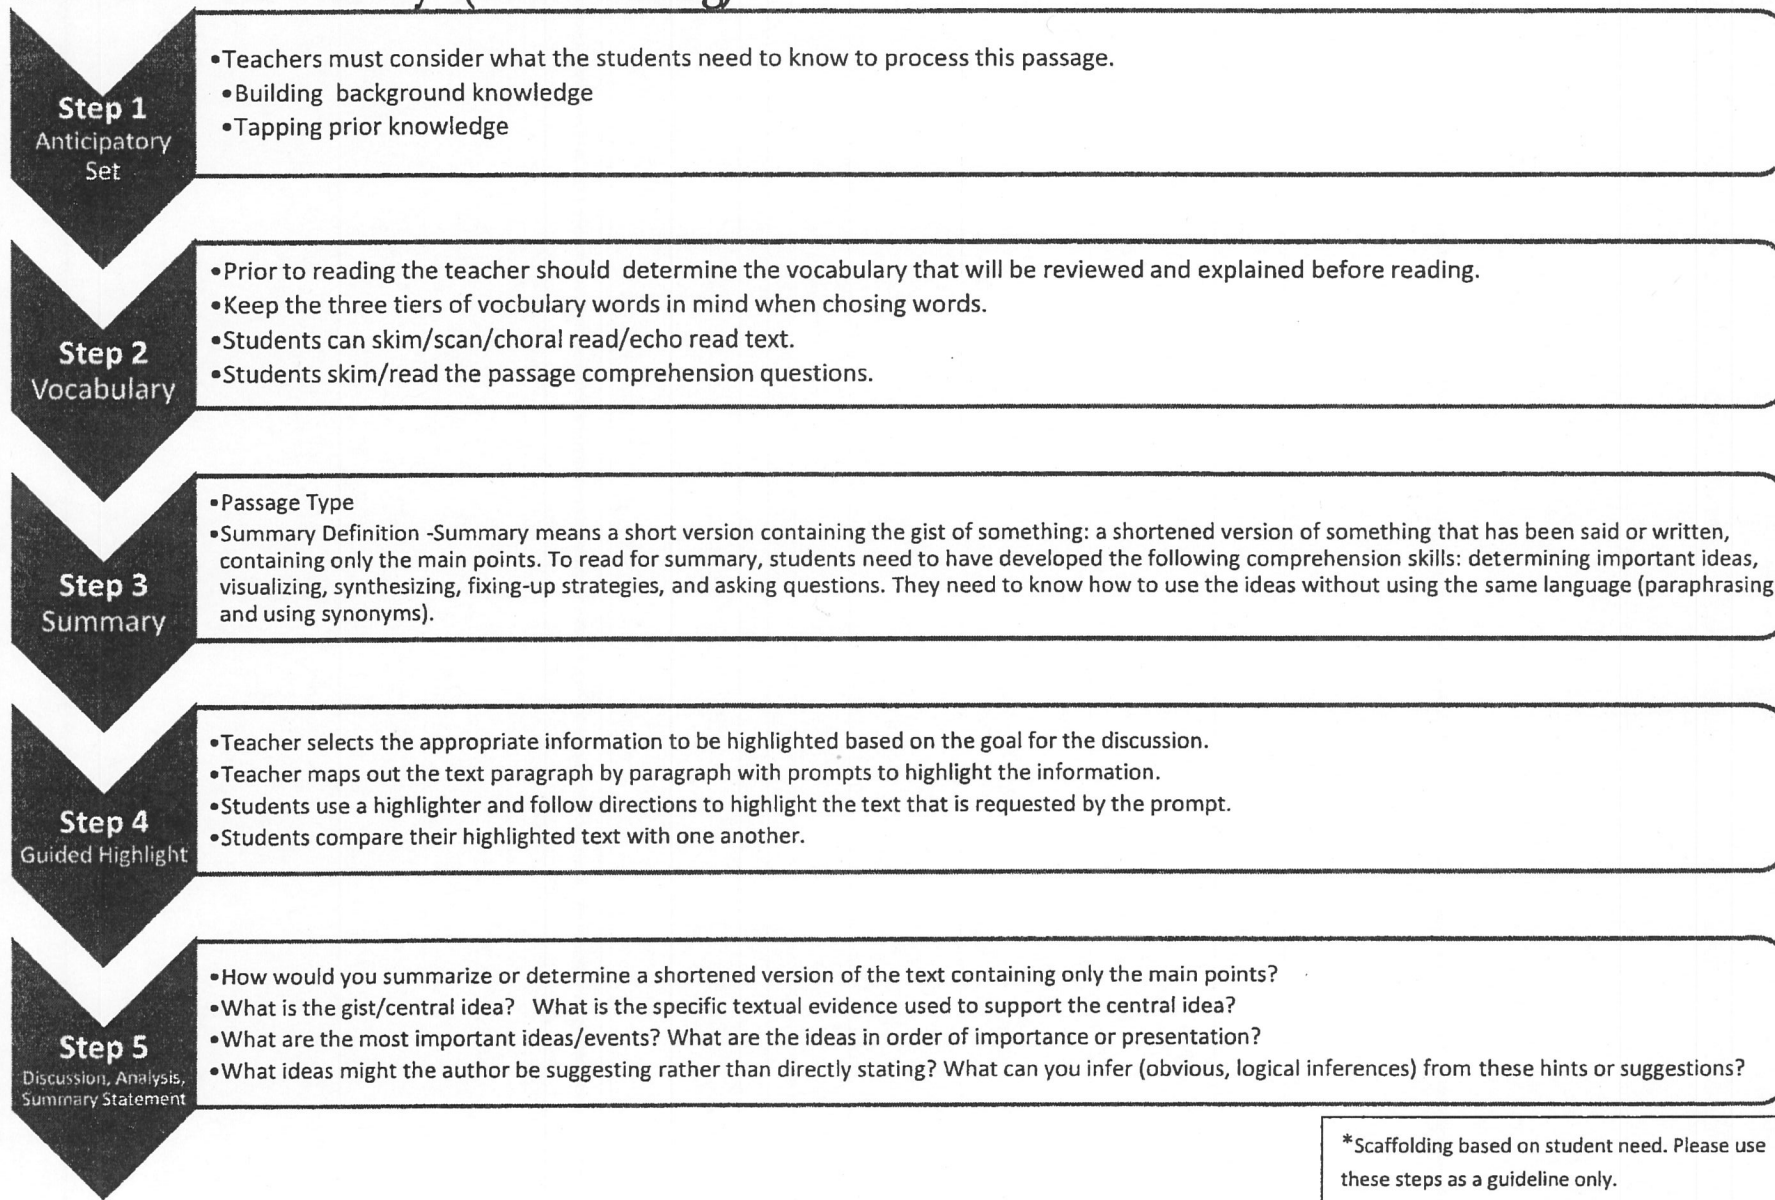 Step 1
Anticipatory
Set
•Teachers must consider what the students need to know to process this passage.
•Building background knowledge
•Tapping prior knowledge
Step 2
Vocabulary
•Prior to reading the teacher should determine the vocabulary that will be reviewed and explained before reading.
•Keep the three tiers of vocbulary words in mind when chosing words.
•Students can skim/scan/choral read/echo read text.
•Students skim/read the passage comprehension questions.
Step 3
Summary
•Passage Type
•Summary Definition -Summary means a short version containing the gist of something: a shortened version of something that has been said or written,
containing only the main points. To read for summary, students need to have developed the following comprehension skills: determining important ideas,
visualizing, synthesizing, fixing-up strategies, and asking questions. They need to know how to use the ideas without using the same language (paraphrasing
and using synonyms).
Step 4
Guided Highlight
•Teacher selects the appropriate information to be highlighted based on the goal for the discussion.
•Teacher maps out the text paragraph by paragraph with prompts to highlight the information.
•Students use a highlighter and follow directions to highlight the text that is requested by the prompt.
•Students compare their highlighted text with one another.
Step 5
Discussion, Analysis,
Summary Statement
•How would you summarize or determine a shortened version of the text containing only the main points?
•What is the gist/central idea? What is the specific textual evidence used to support the central idea?
•What are the most important ideas/events? What are the ideas in order of importance or presentation?
•What ideas might the author be suggesting rather than directly stating? What can you infer (obvious, logical inferences) from these hints or suggestions?
*Scaffolding based on student need. Please use
these steps as a guideline only.